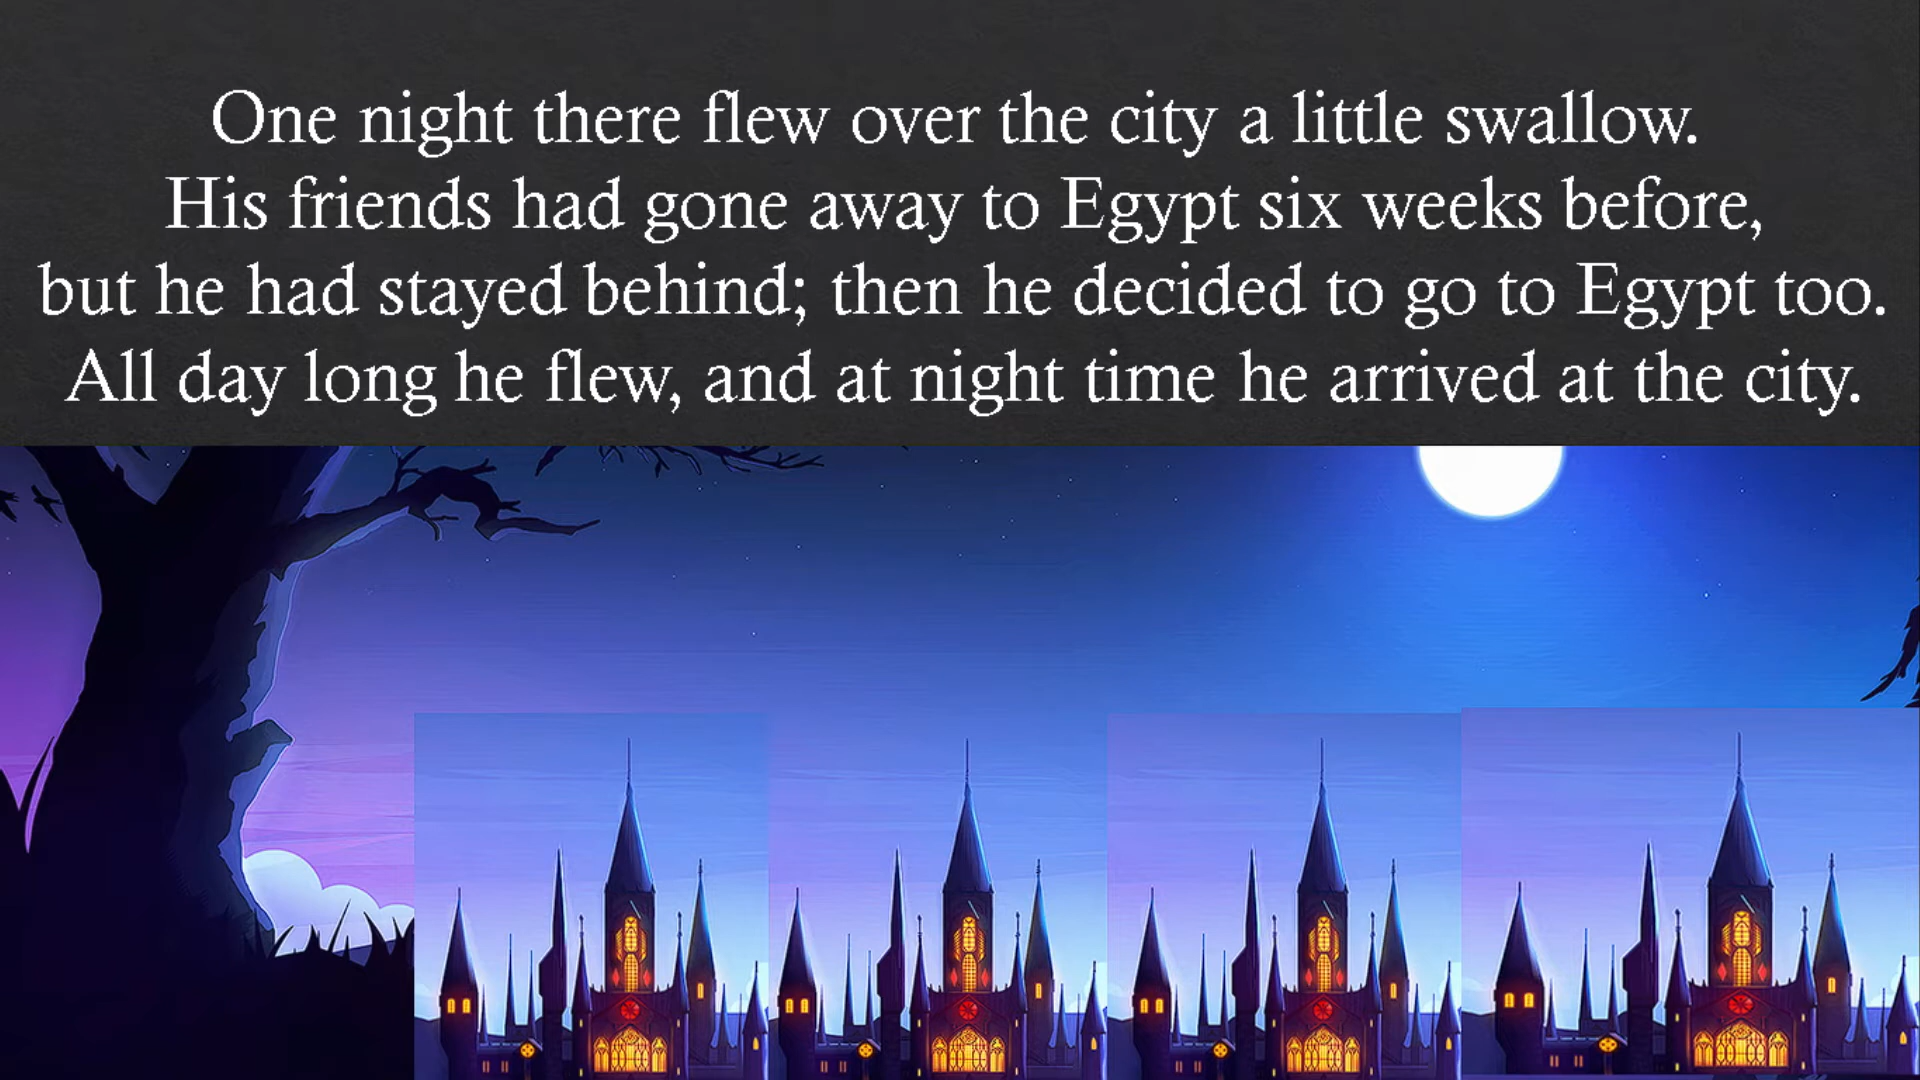 One night there flew over the city a little swallow.
His friends had gone away to Egypt six weeks before,
but he had stayed behind; then he decided to go to Egypt too.
All day long he flew, and at night time he arrived at the city.